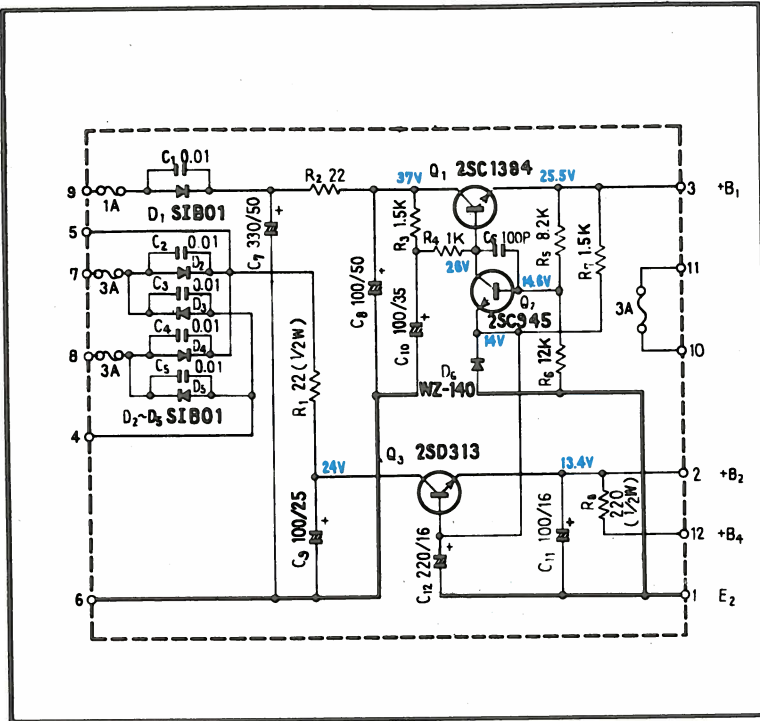 C1 0.01
9
1A
D1 SIB01
R2 22
37V
Q1 2SC1384
25.5V
3 +B1
5
C2 0.01
D2
7
3A
C3 0.01
D3
C4 0.01
D4
8
3A
C5 0.01
D5
D2~D5 SIB01
4
C7 330/50
+
C8 100/50
+
R3 1.5K
R4 1K
C6 100P
26V
R5 8.2K
R7 1.5K
14.6V
Q2
2SC945
14V
C10 100/35
+
D6
WZ-140
R6 12K
11
3A
10
R1 22 (1/2W)
24V
Q3 2SD313
13.4V
2 +B2
R8 220 (1/2W)
12 +B4
C9 100/25
+
C12 220/16
+
C11 100/16
+
6
1 E2